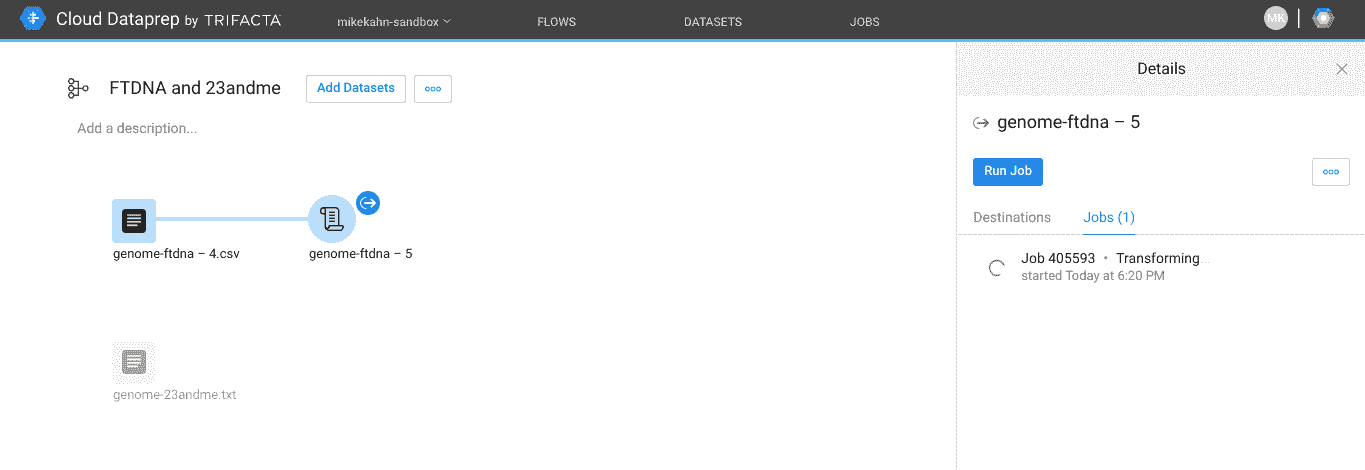 Cloud Dataprep by TRIFACTA
mikekahn-sandbox
FLOWS
DATASETS
JOBS
MK
FTDNA and 23andme
Add Datasets
Add a description...
genome-ftdna – 4.csv
genome-ftdna – 5
genome-23andme.txt
Details
genome-ftdna – 5
Run Job
Destinations
Jobs (1)
Job 405593 • Transforming...
started Today at 6:20 PM